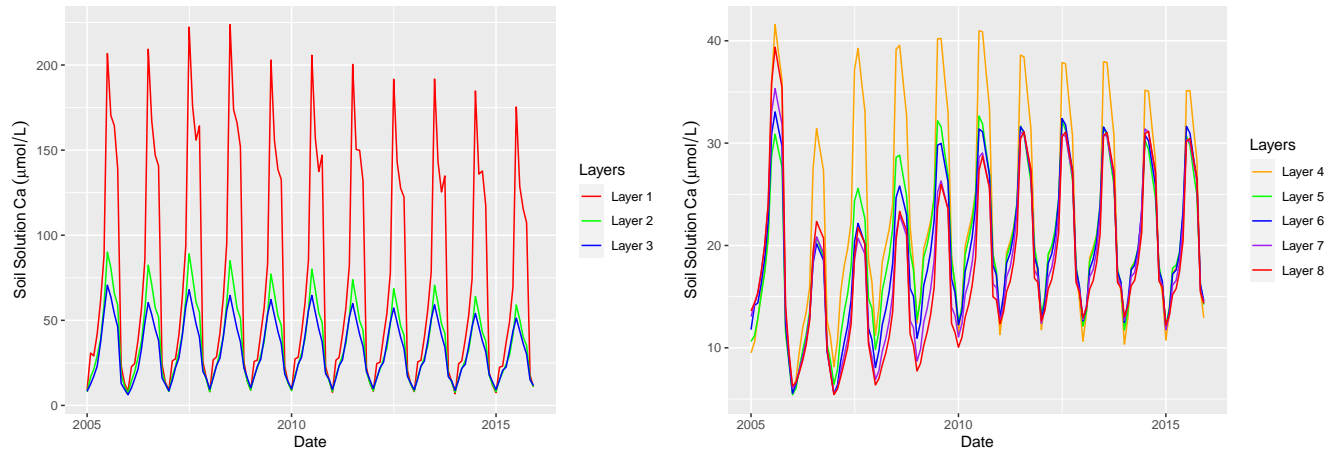 Soil Solution Ca (μmol/L)
200
150
100
50
0
2005
2010
2015
Date
Layers
Layer 1
Layer 2
Layer 3
Soil Solution Ca (μmol/L)
40
30
20
10
2005
2010
2015
Date
Layers
Layer 4
Layer 5
Layer 6
Layer 7
Layer 8